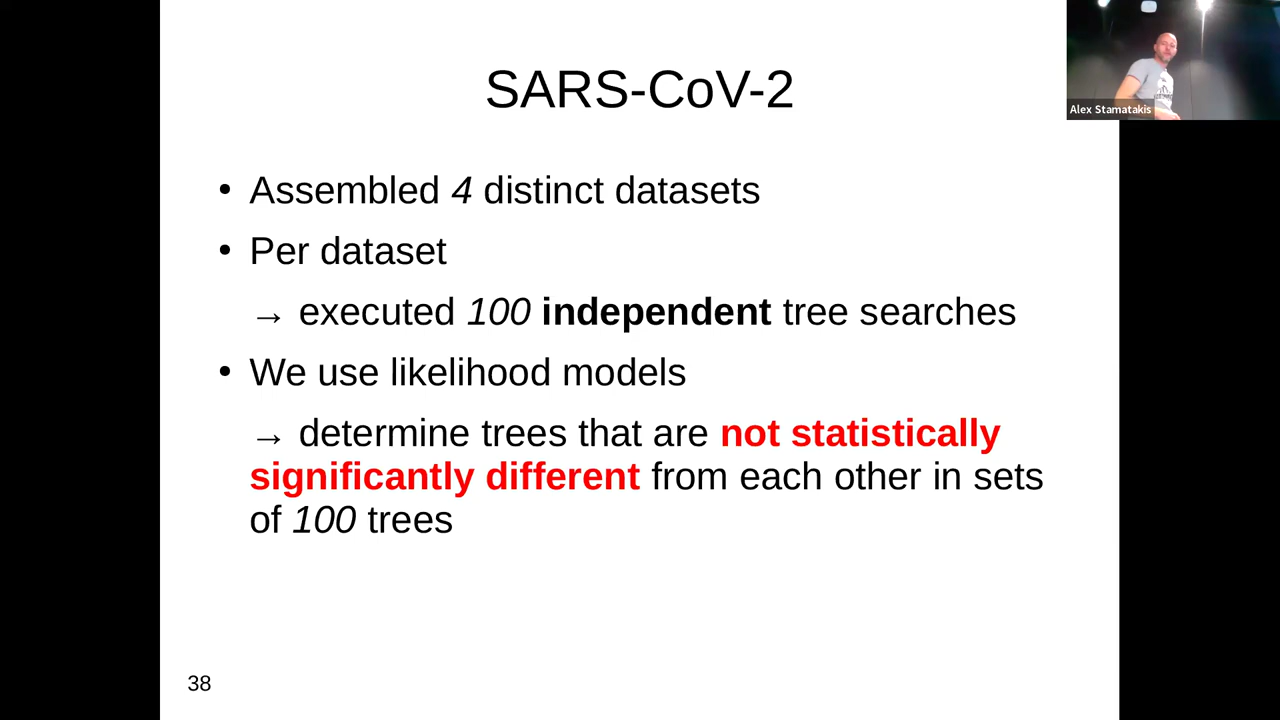 SARS-CoV-2
Alex Stamatakis
• Assembled 4 distinct datasets
• Per dataset
→ executed 100 independent tree searches
• We use likelihood models
→ determine trees that are not statistically
significantly different from each other in sets
of 100 trees
38